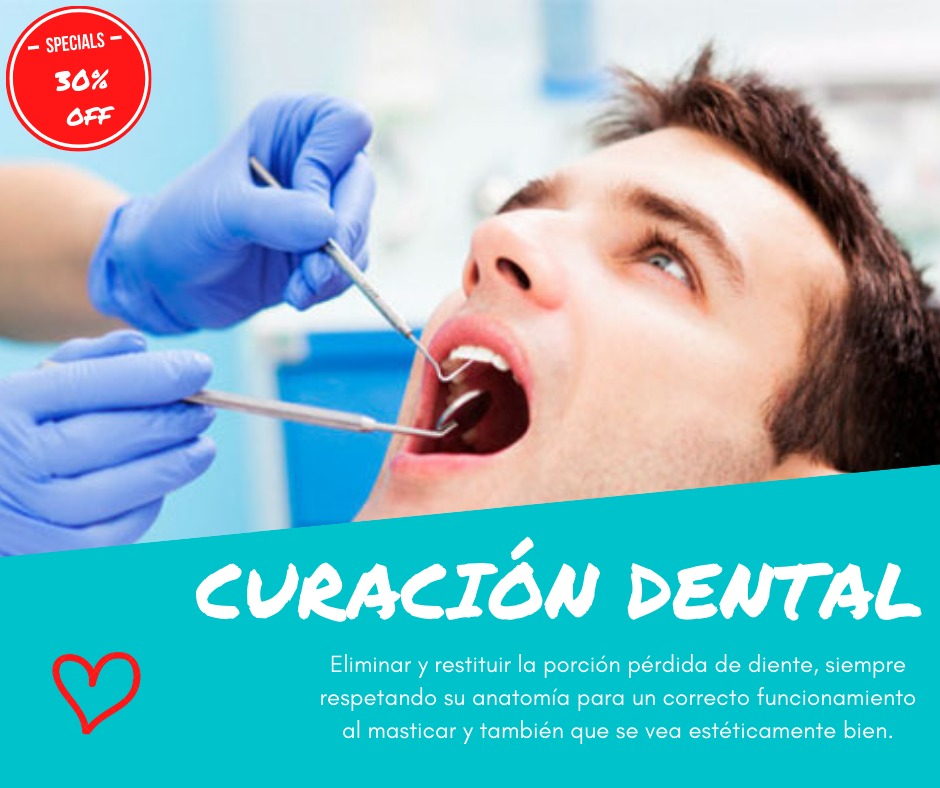 – SPECIALS –
30%
OFF
CURACIÓN DENTAL
Eliminar y restituir la porción pérdida de diente, siempre
respetando su anatomía para un correcto funcionamiento
al masticar y también que se vea estéticamente bien.